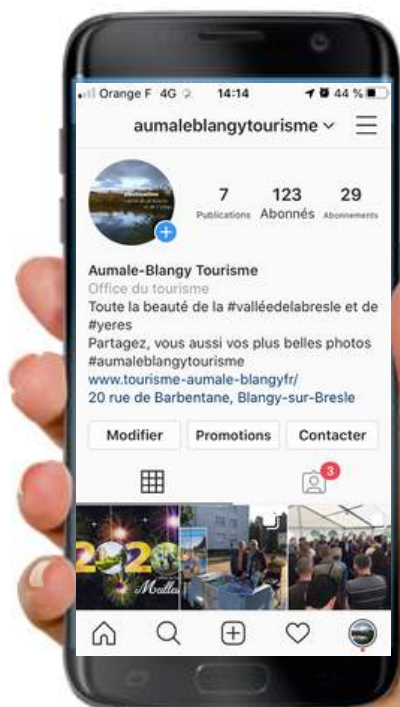 Orange F 4G 14:14 44 %
aumaleblangytourisme
7 123 29
Publications Abonnés Abonnements
Aumale-Blangy Tourisme
Office du tourisme
Toute la beauté de la #valléedelabresle et de
#yeres
Partagez, vous aussi vos plus belles photos
#aumaleblangytourisme
www.tourisme-aumale-blangyfr/
20 rue de Barbentane, Blangy-sur-Bresle
Modifier Promotions Contacter
3
2020